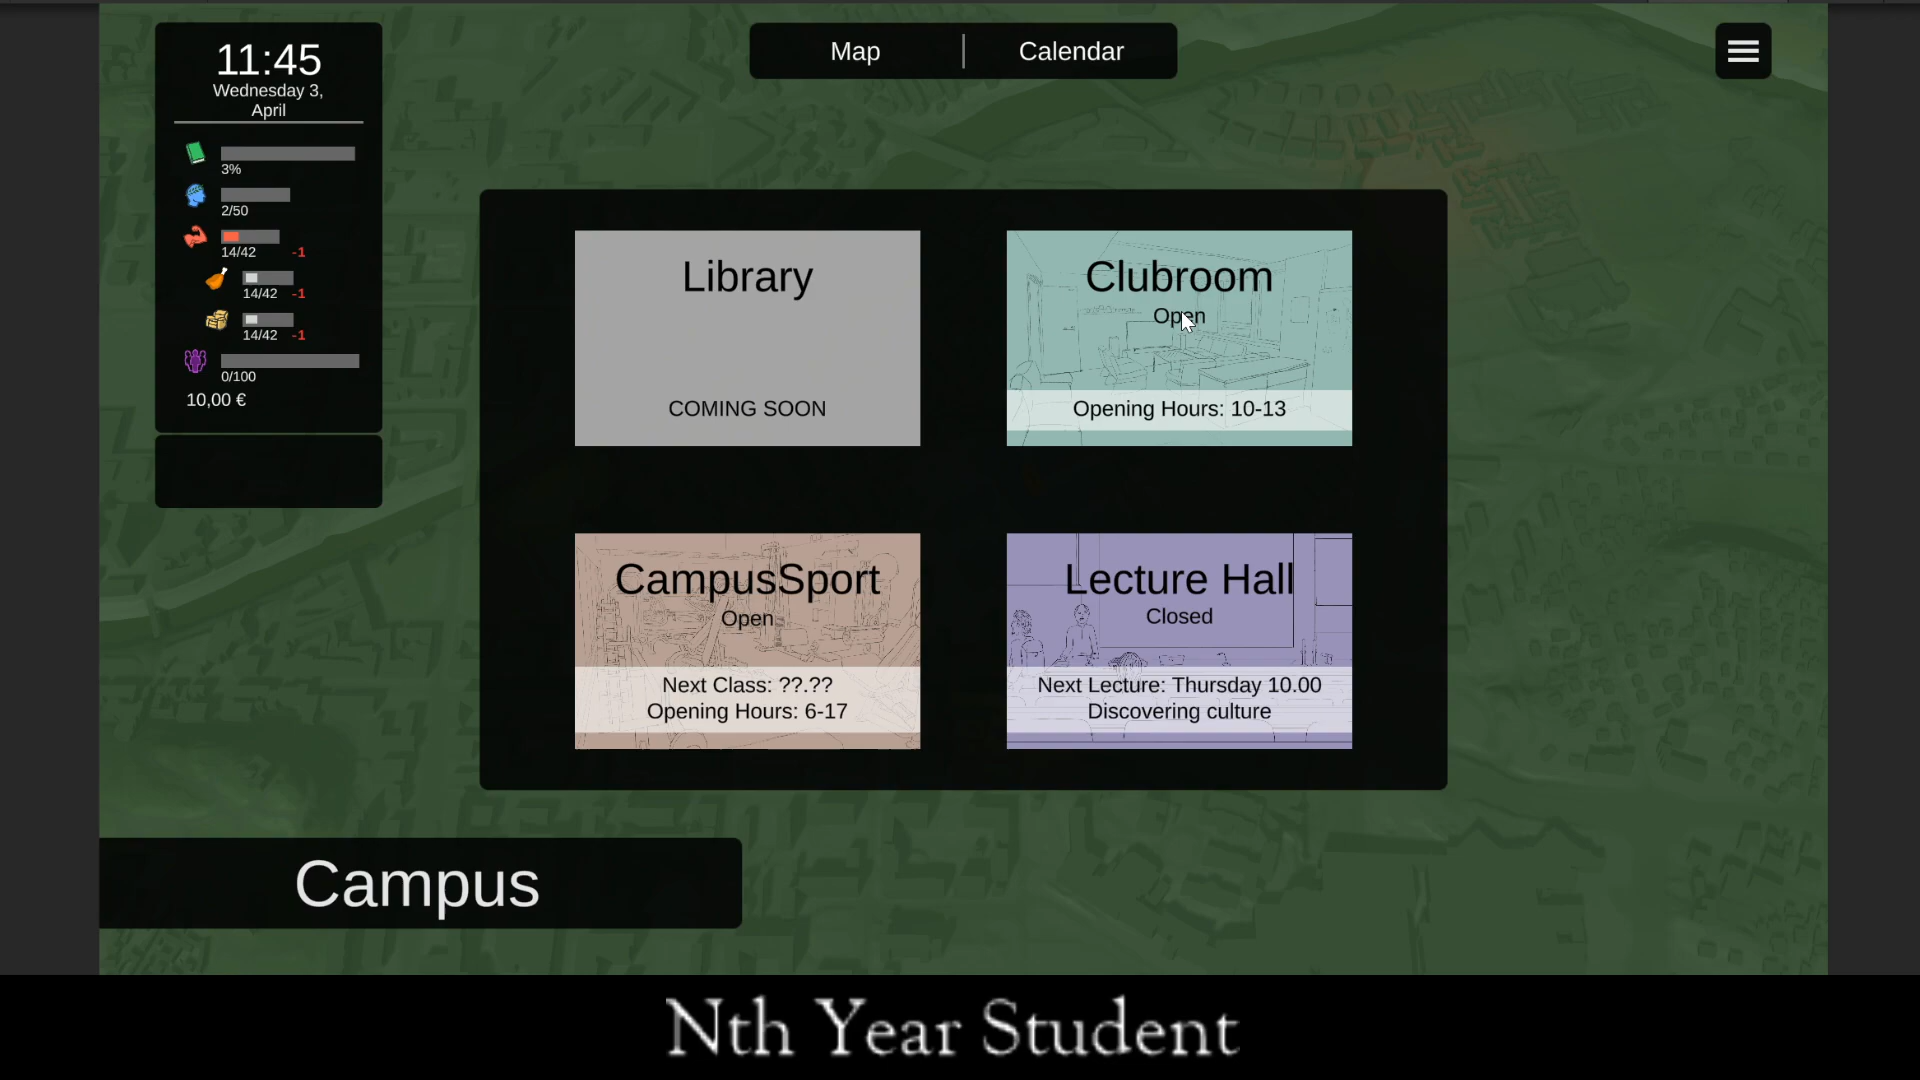 11:45
Wednesday 3,
April
3%
2/50
14/42 -1
14/42 -1
14/42 -1
0/100
10,00 €
Map
Calendar
Library
COMING SOON
Clubroom
Open
Opening Hours: 10-13
CampusSport
Open
Next Class: ??.??
Opening Hours: 6-17
Lecture Hall
Closed
Next Lecture: Thursday 10.00
Discovering culture
Campus
Nth Year Student